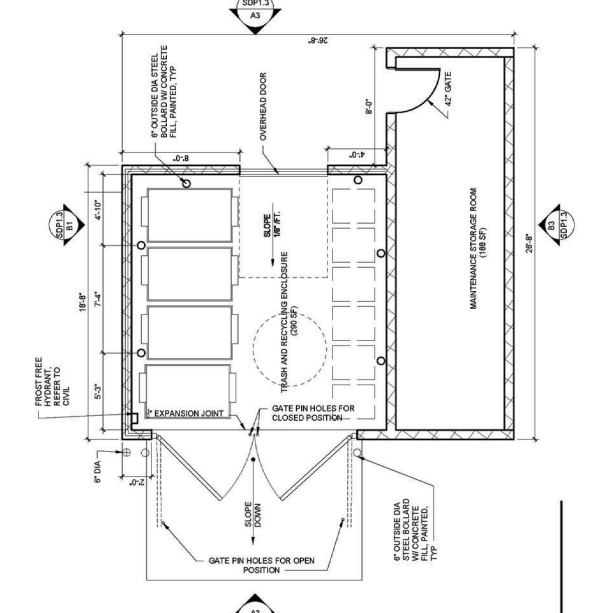 SDP1.3
A3
26'-8"
6" OUTSIDE DIA STEEL
BOLLARD W/ CONCRETE
FILL, PAINTED, TYP
OVERHEAD DOOR
8'-0"
42" GATE
8'-0"
4'-0"
SDP1.3
B1
4'-10"
SLOPE
1/8" /FT.
MAINTENANCE STORAGE ROOM
(188 SF)
B3
SDP1.3
26'-8"
18'-8"
7'-4"
TRASH AND RECYCLING ENCLOSURE
(290 SF)
FROST FREE
HYDRANT,
REFER TO
CIVIL
5'-3"
EXPANSION JOINT
GATE PIN HOLES FOR
CLOSED POSITION
6" DIA
2'-0"
SLOPE
DOWN
6" OUTSIDE DIA
STEEL BOLLARD
W/ CONCRETE
FILL, PAINTED,
TYP
GATE PIN HOLES FOR OPEN
POSITION